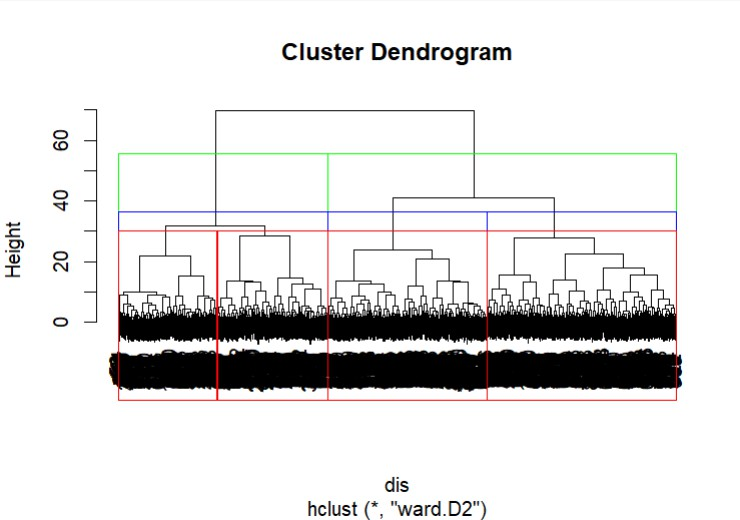 Cluster Dendrogram
Height
60
40
20
0
dis
hclust (*, "ward.D2")